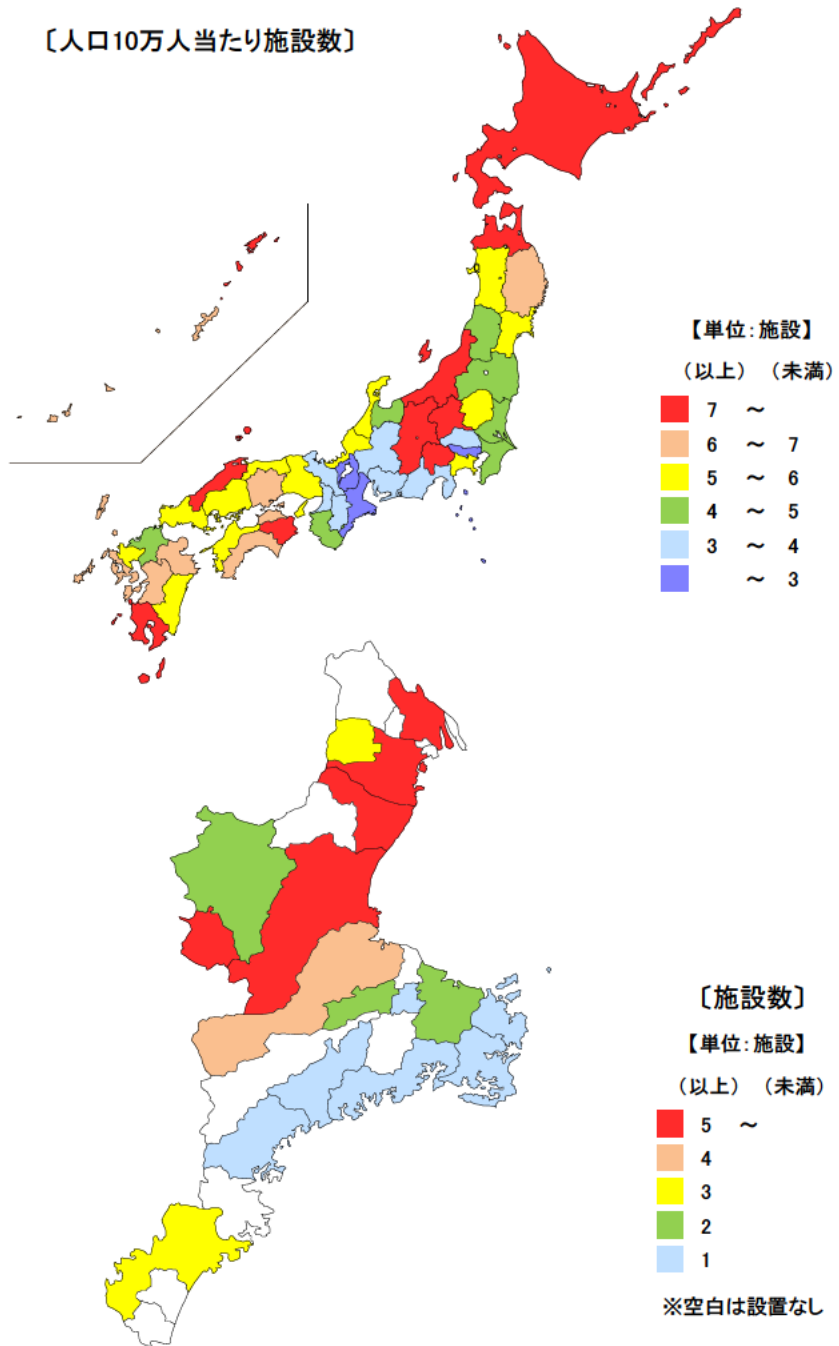 〔人口10万人当たり施設数〕
【単位:施設】
（以上） （未満）
7 ～
6 ～ 7
5 ～ 6
4 ～ 5
3 ～ 4
～ 3
〔施設数〕
【単位:施設】
（以上） （未満）
5 ～
4
3
2
1
※空白は設置なし